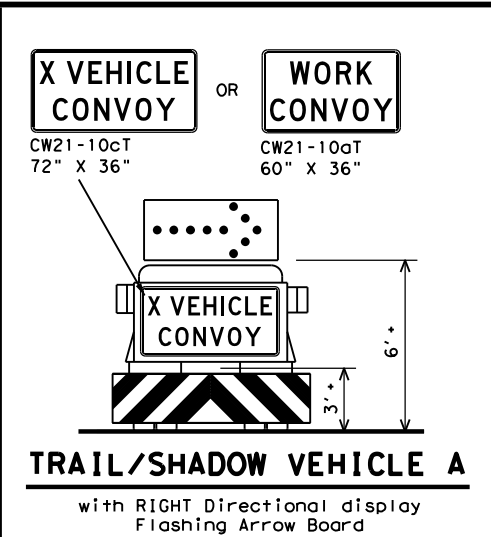 X VEHICLE
CONVOY
OR
WORK
CONVOY
CW21-10cT
72" X 36"
CW21-10aT
60" X 36"
X VEHICLE
CONVOY
6' +
3' +
TRAIL/SHADOW VEHICLE A
with RIGHT Directional display
Flashing Arrow Board